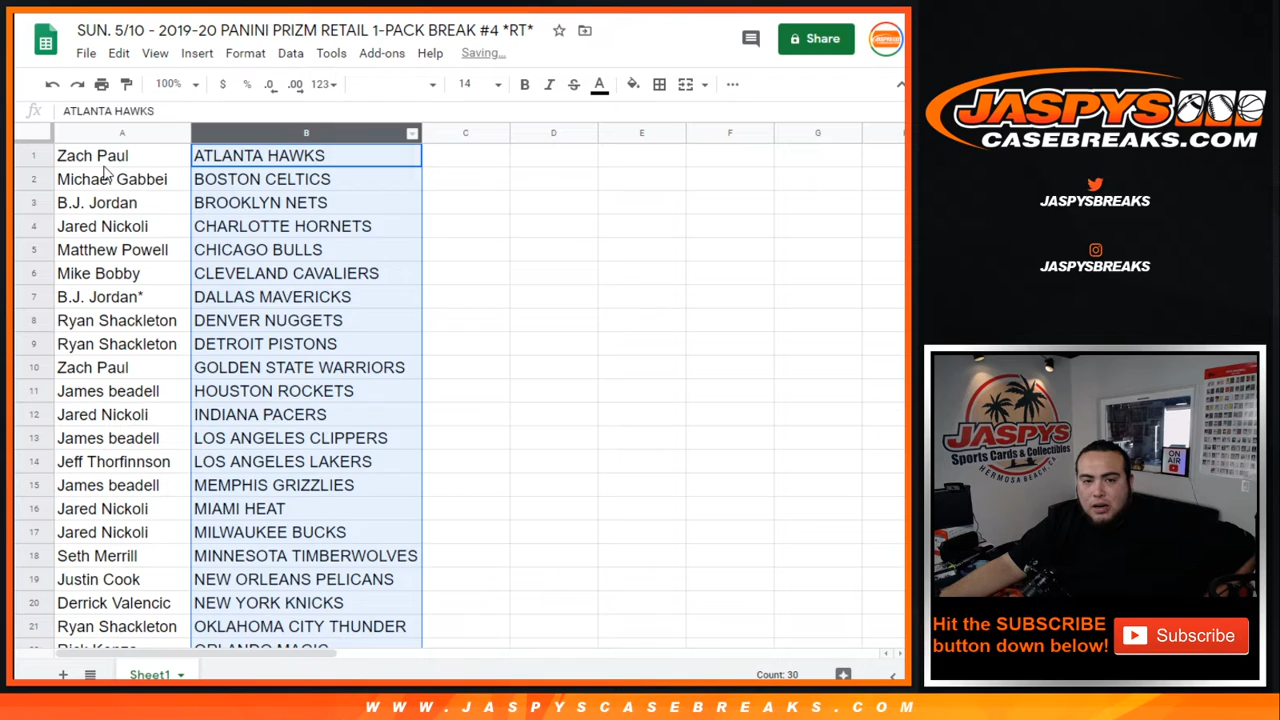 SUN. 5/10 - 2019-20 PANINI PRIZM RETAIL 1-PACK BREAK #4 *RT*
File Edit View Insert Format Data Tools Add-ons Help Saving...
Share
100% $ % .0 .00 123 14 B I S A
fx ATLANTA HAWKS
A B C D E F G
1 Zach Paul ATLANTA HAWKS
2 Michael Gabbei BOSTON CELTICS
3 B.J. Jordan BROOKLYN NETS
4 Jared Nickoli CHARLOTTE HORNETS
5 Matthew Powell CHICAGO BULLS
6 Mike Bobby CLEVELAND CAVALIERS
7 B.J. Jordan* DALLAS MAVERICKS
8 Ryan Shackleton DENVER NUGGETS
9 Ryan Shackleton DETROIT PISTONS
10 Zach Paul GOLDEN STATE WARRIORS
11 James beadell HOUSTON ROCKETS
12 Jared Nickoli INDIANA PACERS
13 James beadell LOS ANGELES CLIPPERS
14 Jeff Thorfinnson LOS ANGELES LAKERS
15 James beadell MEMPHIS GRIZZLIES
16 Jared Nickoli MIAMI HEAT
17 Jared Nickoli MILWAUKEE BUCKS
18 Seth Merrill MINNESOTA TIMBERWOLVES
19 Justin Cook NEW ORLEANS PELICANS
20 Derrick Valencic NEW YORK KNICKS
21 Ryan Shackleton OKLAHOMA CITY THUNDER
ORLANDO MAGIC
Sheet1
Count: 30
JASPYS
CASEBREAKS.COM
JASPYSBREAKS
JASPYSBREAKS
JASPYS
Sports Cards & Collectibles
HERMOSA BEACH CA
ON AIR
Hit the SUBSCRIBE
button down below!
Subscribe
WWW.JASPYSCASEBREAKS.COM